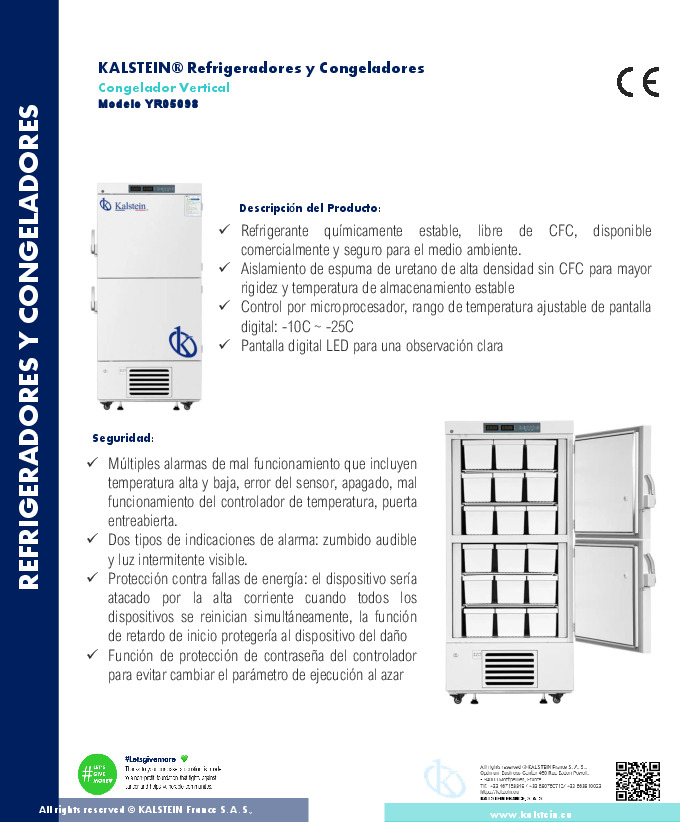 KALSTEIN® Refrigeradores y Congeladores
Congelador Vertical
Modelo YR05098
CE
REFRIGERADORES Y CONGELADORES
Kalstein
Descripción del Producto:
✓ Refrigerante químicamente estable, libre de CFC, disponible
comercialmente y seguro para el medio ambiente.
✓ Aislamiento de espuma de uretano de alta densidad sin CFC para mayor
rigidez y temperatura de almacenamiento estable
✓ Control por microprocesador, rango de temperatura ajustable de pantalla
digital: -10C ~ -25C
✓ Pantalla digital LED para una observación clara
Seguridad:
✓ Múltiples alarmas de mal funcionamiento que incluyen
temperatura alta y baja, error del sensor, apagado, mal
funcionamiento del controlador de temperatura, puerta
entreabierta.
✓ Dos tipos de indicaciones de alarma: zumbido audible
y luz intermitente visible.
✓ Protección contra fallas de energía: el dispositivo sería
atacado por la alta corriente cuando todos los
dispositivos se reinician simultáneamente, la función
de retardo de inicio protegería al dispositivo del daño
✓ Función de protección de contraseña del controlador
para evitar cambiar el parámetro de ejecución al azar
#LET'S
GIVE
MORE
#Letsgivemore
All rights reserved © KALSTEIN France S. A. S.,
KALSTEIN FRANCE, S. A. S
All rights reserved © KALSTEIN France S. A. S.,
www.kalstein.eu